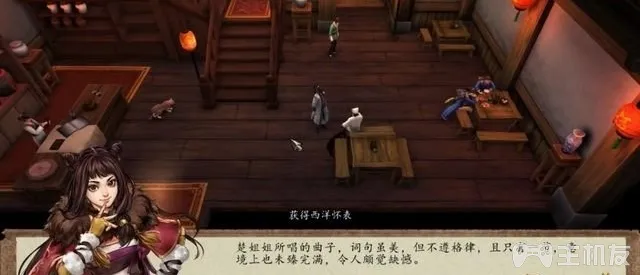 获得西洋怀表
楚姐姐所唱的曲子，词句虽美，但不遵格律，且只
境上也未臻完满，令人颇觉缺憾。
主机友